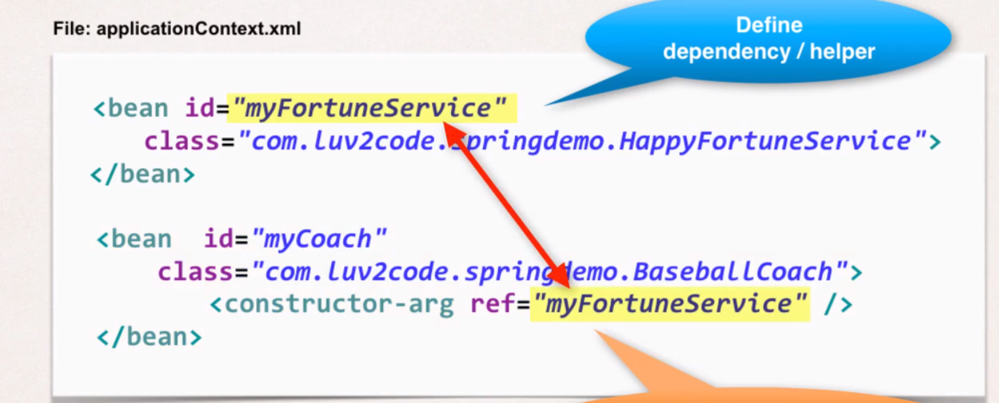 File: applicationContext.xml
Define
dependency / helper
<bean id="myFortuneService"
class="com.luv2code.springdemo.HappyFortuneService">
</bean>
<bean id="myCoach"
class="com.luv2code.springdemo.BaseballCoach">
<constructor-arg ref="myFortuneService" />
</bean>